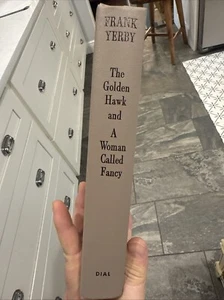 FRANK
YERBY
The
Golden
Hawk
and
A
Woman
Called
Fancy
DIAL